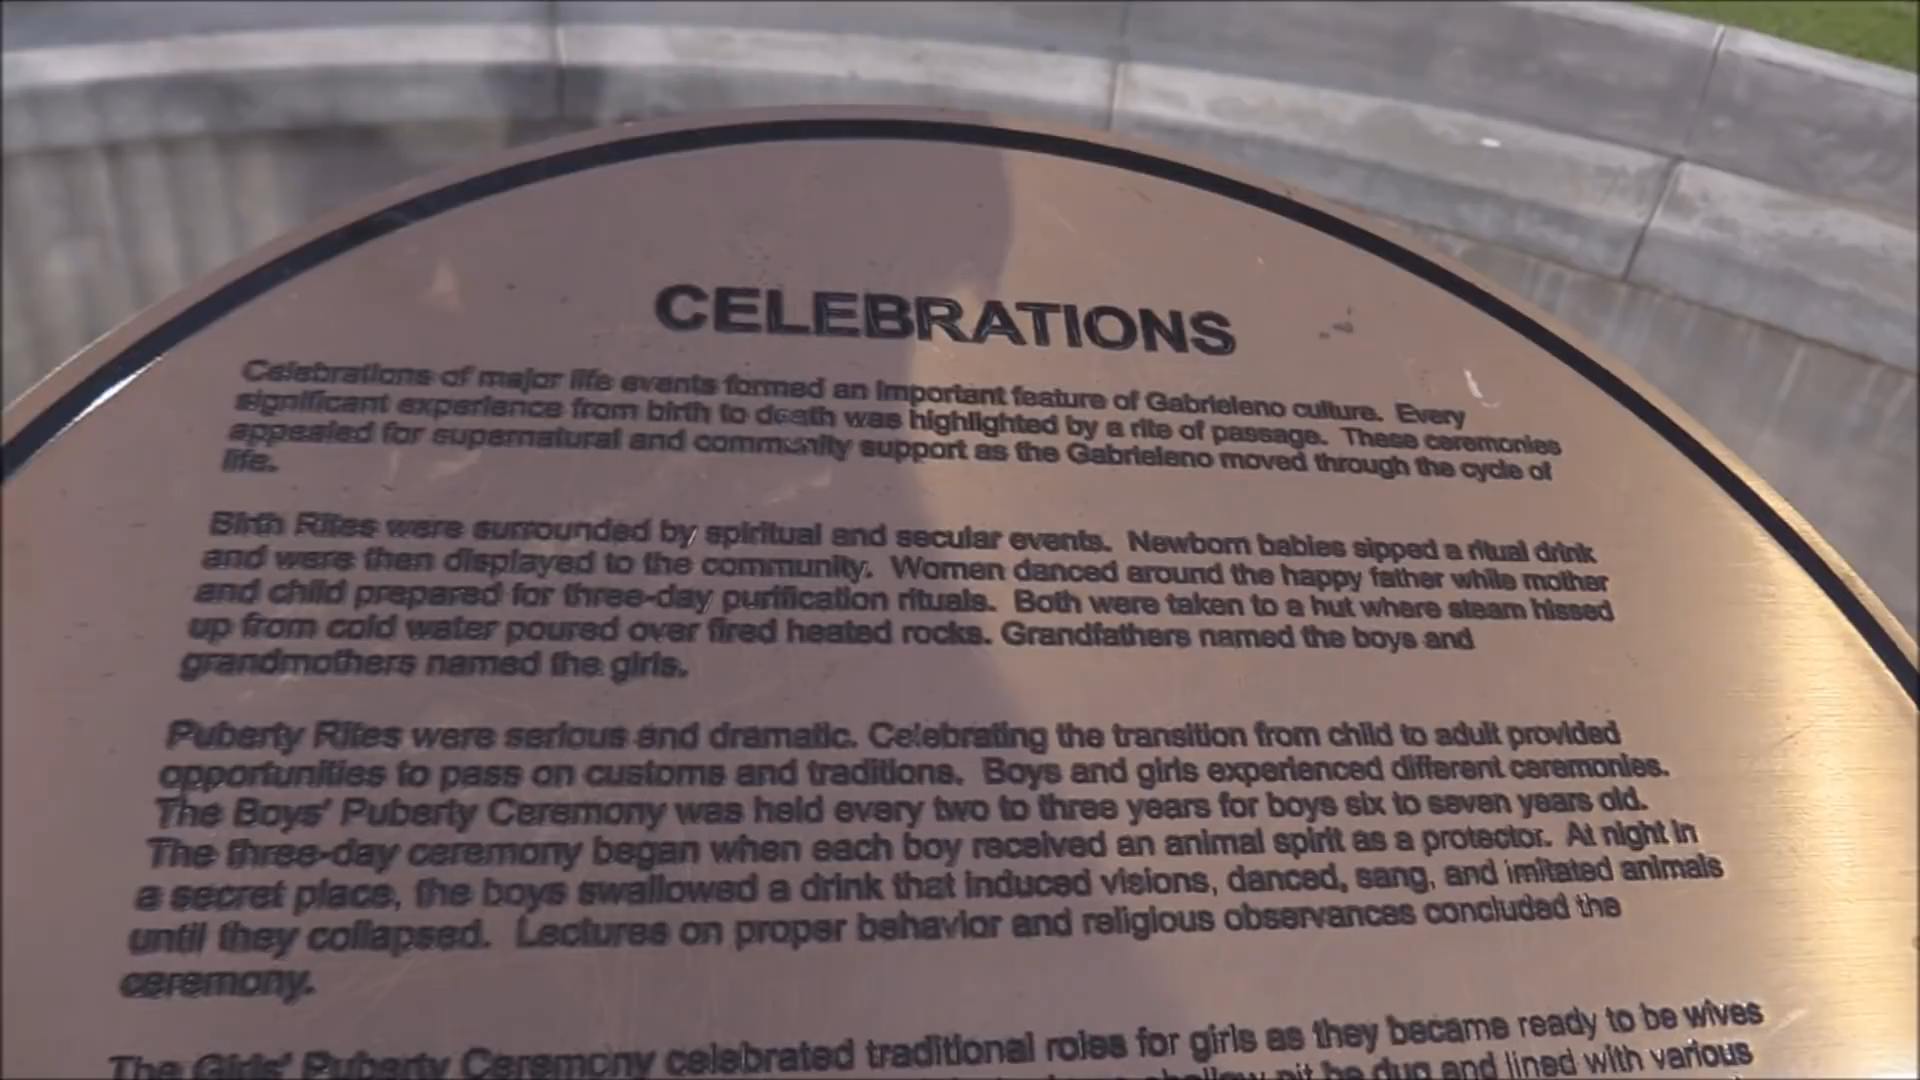 CELEBRATIONS
Celebrations of major life events formed an important feature of Gabrieleno culture. Every
significant experience from birth to death was highlighted by a rite of passage. These ceremonies
appealed for supernatural and community support as the Gabrieleno moved through the cycle of
life.
Birth Rites were surrounded by spiritual and secular events. Newborn babies sipped a ritual drink
and were then displayed to the community. Women danced around the happy father while mother
and child prepared for three-day purification rituals. Both were taken to a hut where steam hissed
up from cold water poured over fired heated rocks. Grandfathers named the boys and
grandmothers named the girls.
Puberty Rites were serious and dramatic. Celebrating the transition from child to adult provided
opportunities to pass on customs and traditions. Boys and girls experienced different ceremonies.
The Boys' Puberty Ceremony was held every two to three years for boys six to seven years old.
The three-day ceremony began when each boy received an animal spirit as a protector. At night in
a secret place, the boys swallowed a drink that induced visions, danced, sang, and imitated animals
until they collapsed. Lectures on proper behavior and religious observances concluded the
ceremony.
The Girls' Puberty Ceremony celebrated traditional roles for girls as they became ready to be wives
shallow pit be dug and lined with various